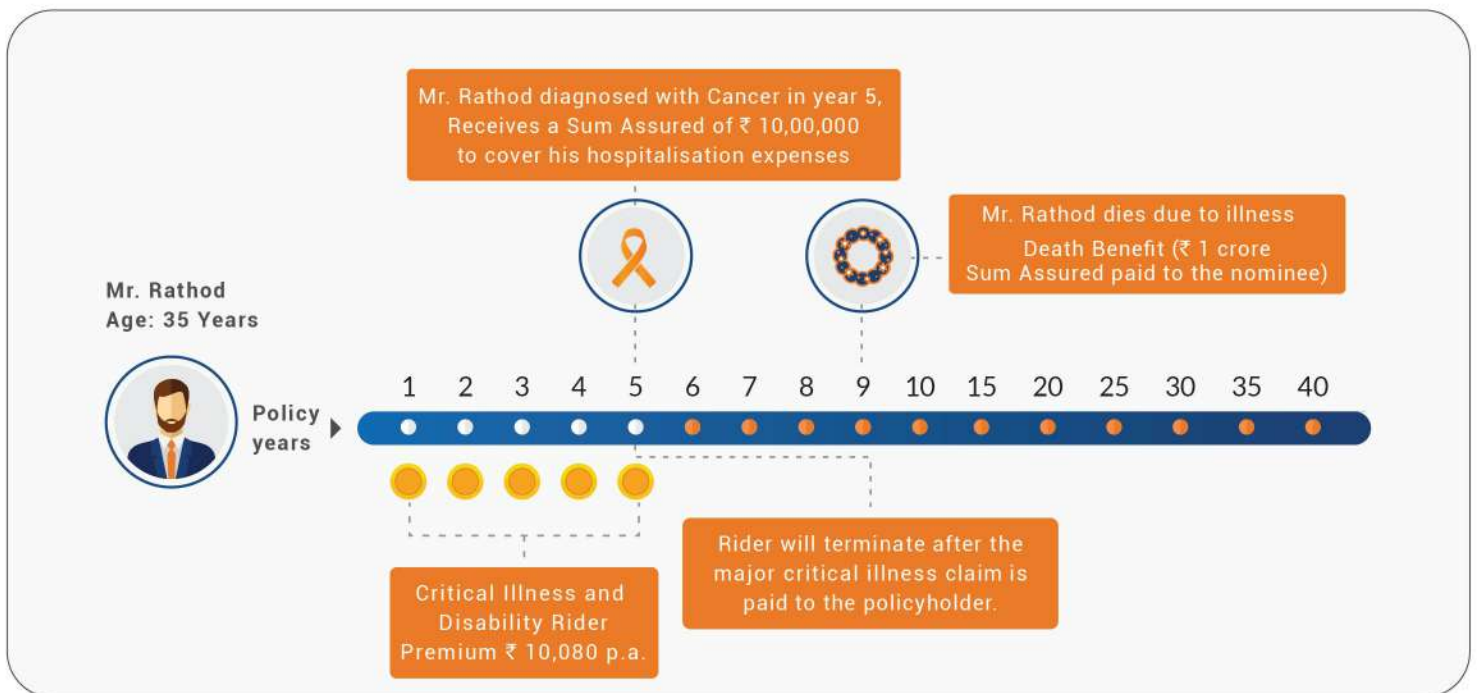 Mr. Rathod diagnosed with Cancer in year 5,
Receives a Sum Assured of ₹ 10,00,000
to cover his hospitalisation expenses
Mr. Rathod dies due to illness
Death Benefit (₹ 1 crore
Sum Assured paid to the nominee)
Mr. Rathod
Age: 35 Years
Policy
years
1 2 3 4 5 6 7 8 9 10 15 20 25 30 35 40
Critical Illness and
Disability Rider
Premium ₹ 10,080 p.a.
Rider will terminate after the
major critical illness claim is
paid to the policyholder.